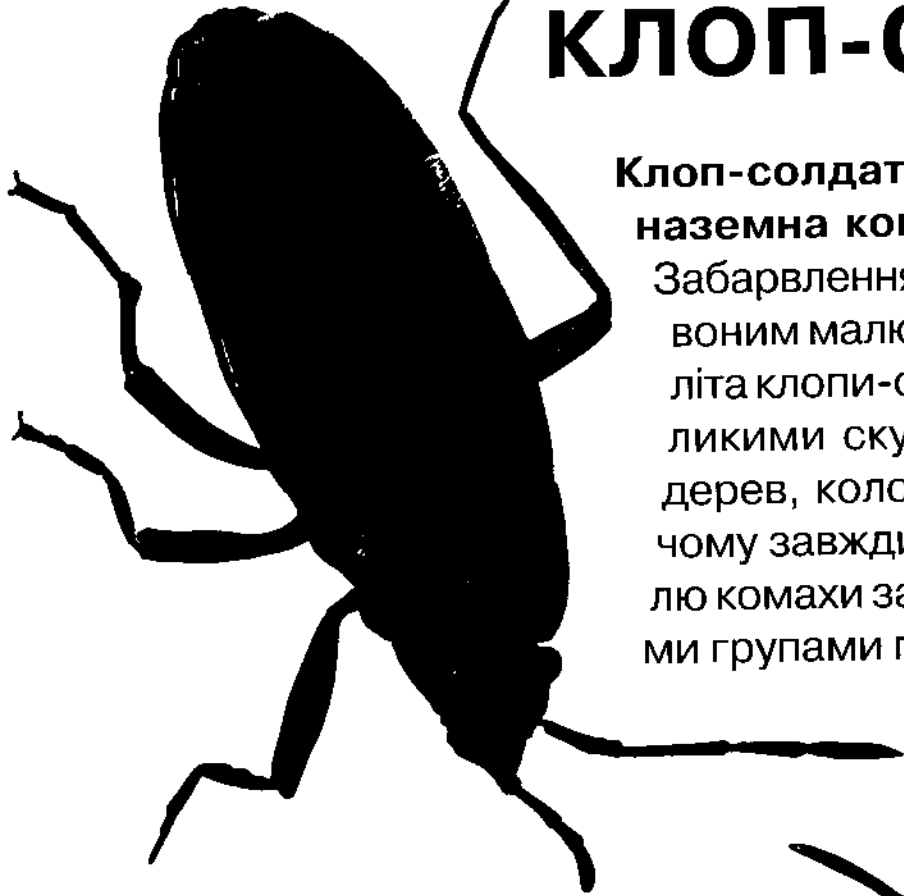 КЛОП-С
Клоп-солдат
наземна ком
Забарвлення
воним малю
літа клопи-с
ликими ску
дерев, коло
чому завжди
лю комахи за
ми групами п